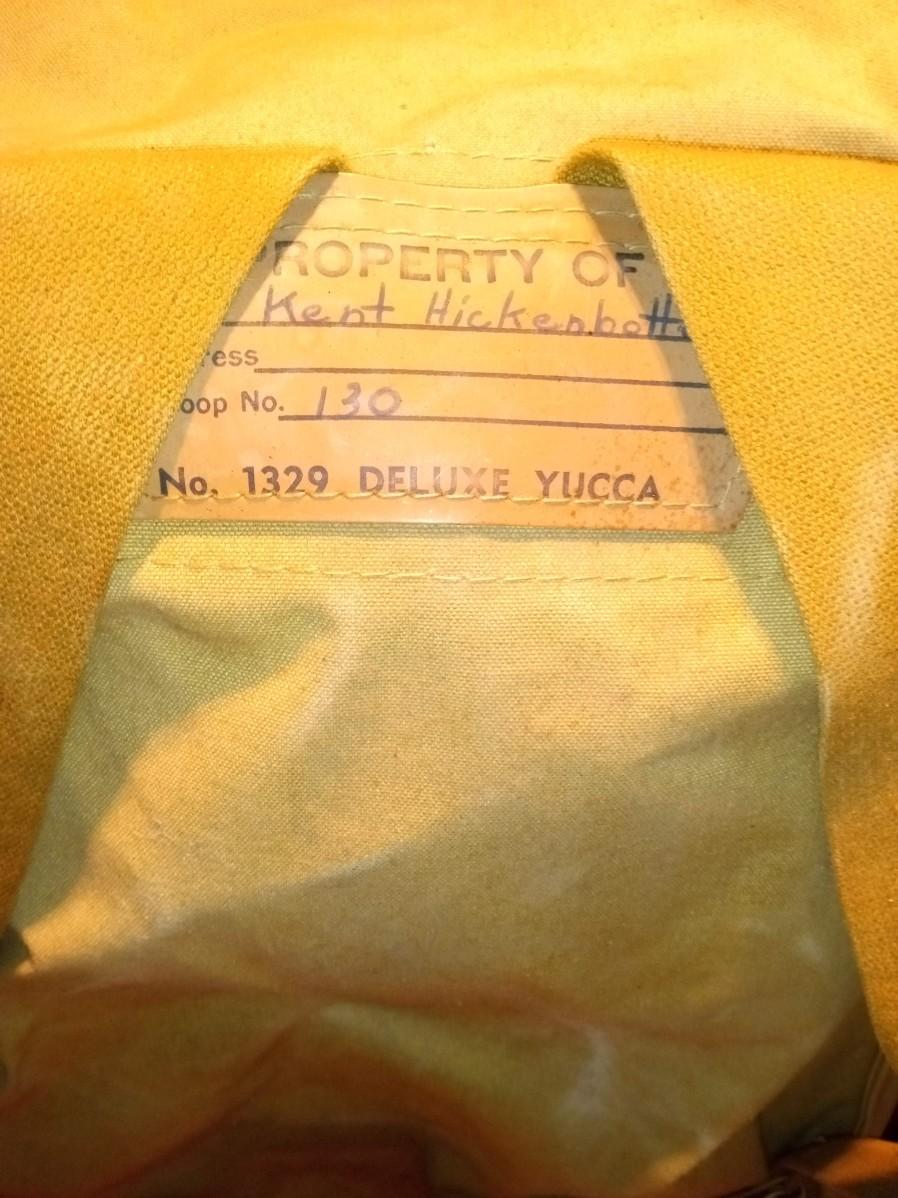 ROPERTY OF
Kent Hickenbott
ress
oop No. 130
No. 1329 DELUXE YUCCA